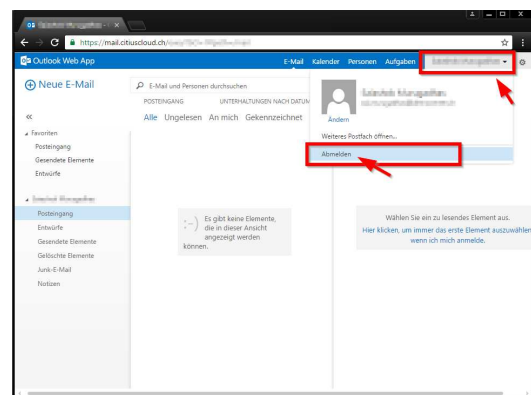 https://mail.citiuscloud.ch/
Outlook Web App
E-Mail Kalender Personen Aufgaben
Neue E-Mail
E-Mail und Personen durchsuchen
POSTEINGANG UNTERHALTUNGEN NACH DATUM
Alle Ungelesen An mich Gekennzeichnet
Ändern
Weiteres Postfach öffnen...
Abmelden
Favoriten
Posteingang
Gesendete Elemente
Entwürfe
Posteingang
Entwürfe
Gesendete Elemente
Gelöschte Elemente
Junk-E-Mail
Notizen
:-) Es gibt keine Elemente,
die in dieser Ansicht
angezeigt werden
können.
Wählen Sie ein zu lesendes Element aus.
Hier klicken, um immer das erste Element auszuwählen,
wenn ich mich anmelde.